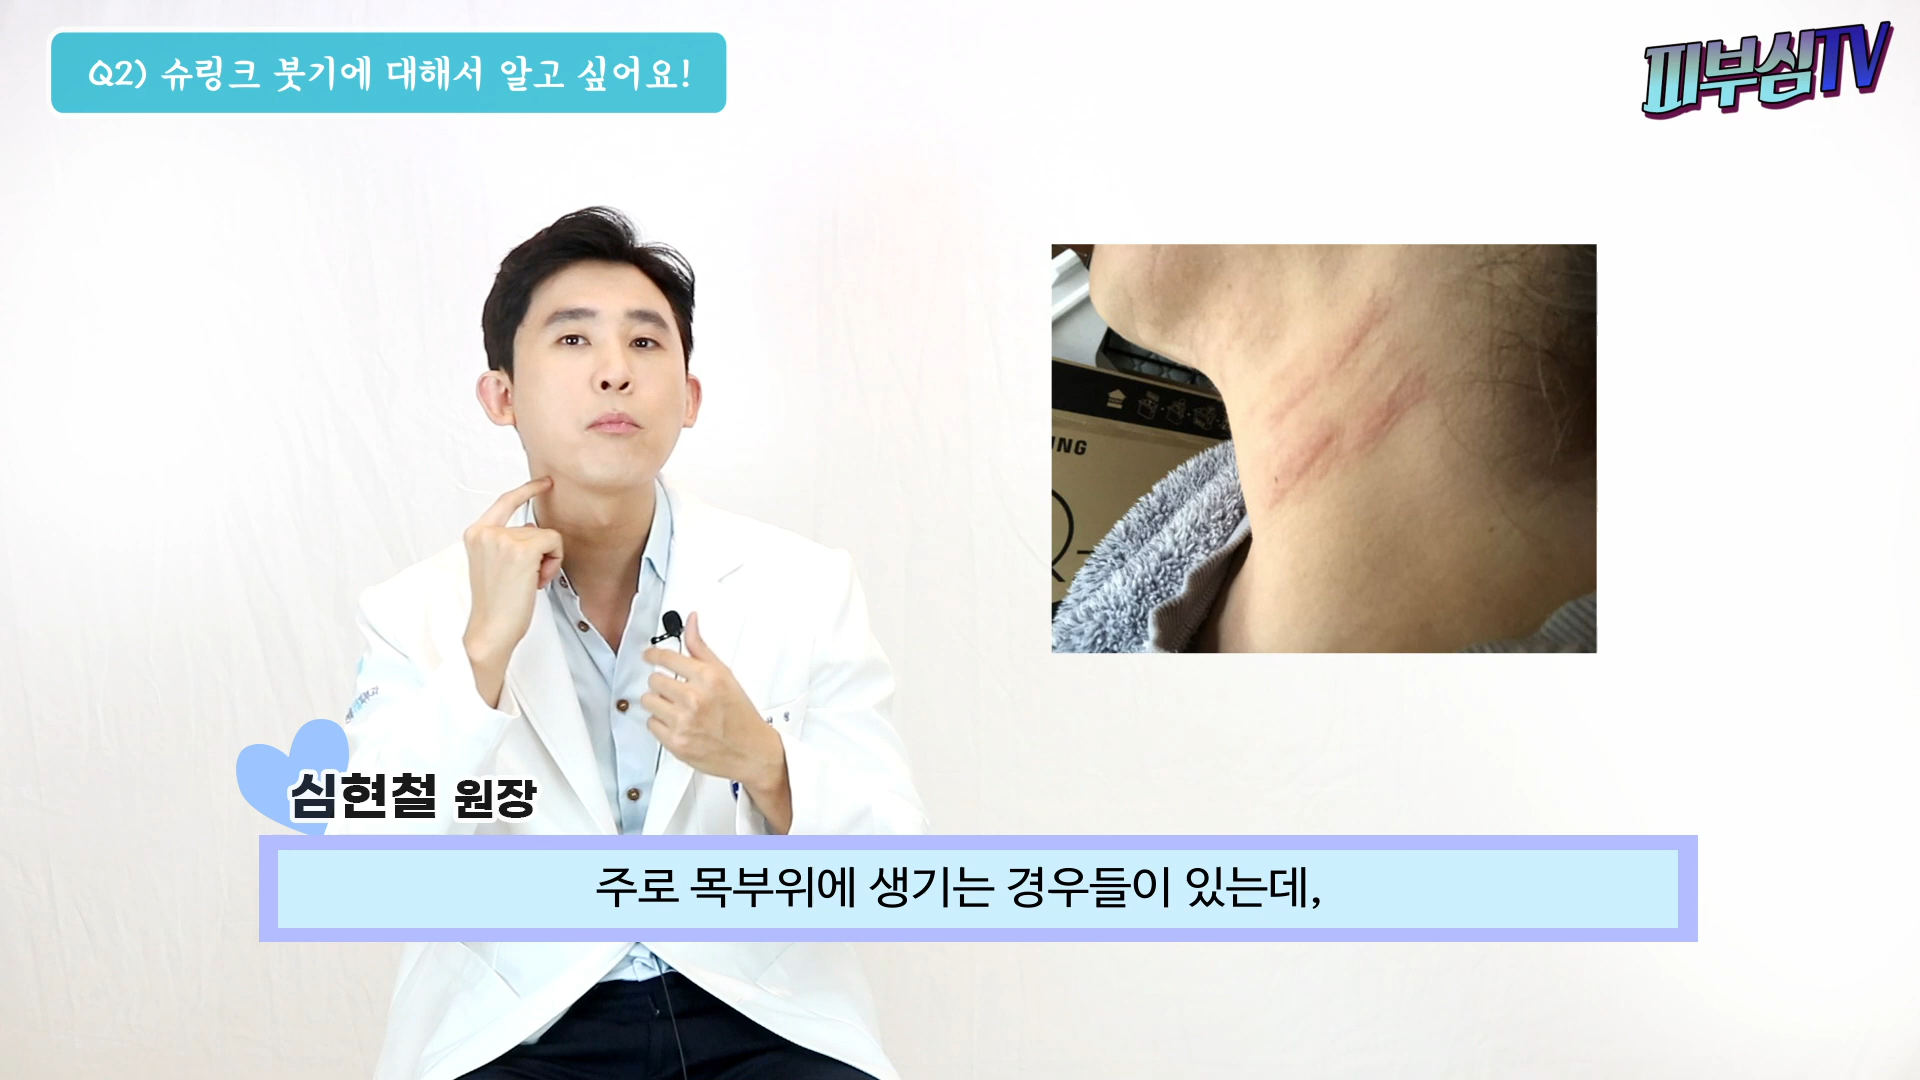 Q2) 슈링크 붓기에 대해서 알고 싶어요!
피부심TV
심현철 원장
주로 목부위에 생기는 경우들이 있는데,